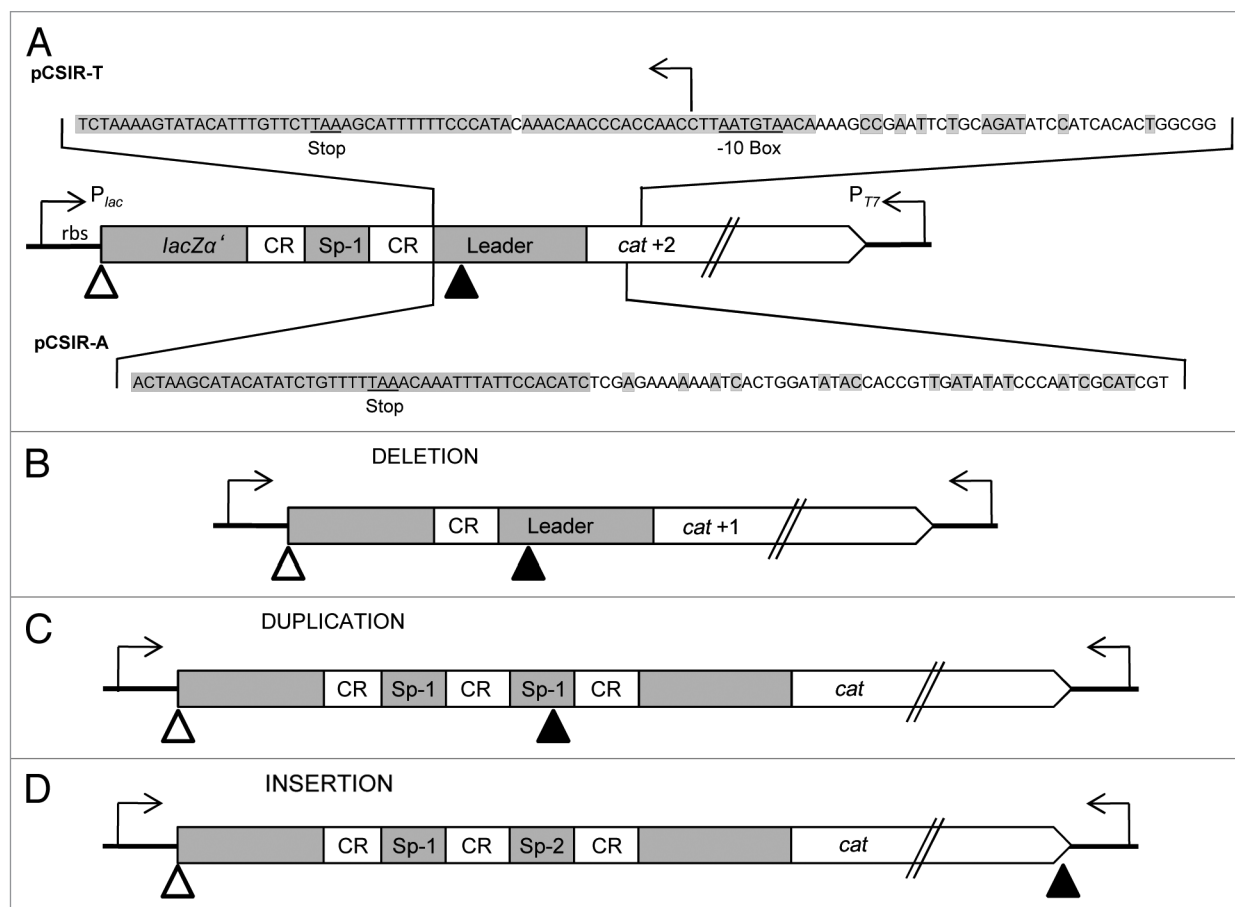 A
pCSIR-T
TCTAAAAGTATACATTTGTTCTTAAAGCATTTTTTCCCATACAAACAACCCACCAACCTTAATGTAACAAAAGCCGAATTCTGCAGATATCCATCACACTGGCGG
Stop -10 Box
Plac PT7
rbs lacZα' CR Sp-1 CR Leader cat +2
pCSIR-A
ACTAAGCATACATATCTGTTTTTAAACAAATTTATTCCACATCTCGAGAGAAAAAAATCACTGGATATACCACCGTTGATATATCCCAATCGCATCGT
Stop
B DELETION
CR Leader cat +1
C DUPLICATION
CR Sp-1 CR Sp-1 CR cat
D INSERTION
CR Sp-1 CR Sp-2 CR cat